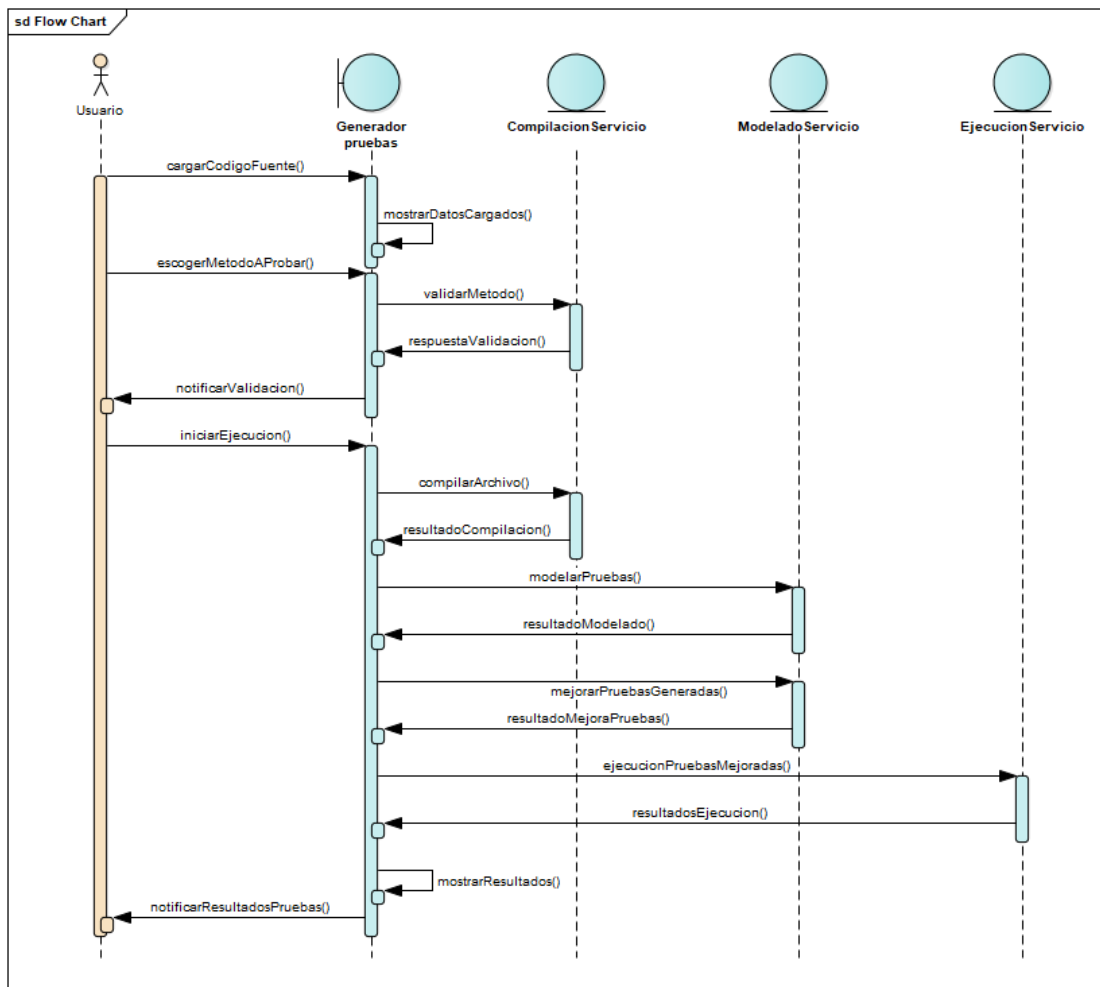 sd Flow Chart
Usuario
Generador
pruebas
CompilacionServicio
ModeladoServicio
EjecucionServicio
cargarCodigoFuente()
mostrarDatosCargados()
escogerMetodoAProbar()
validarMetodo()
respuestaValidacion()
notificarValidacion()
iniciarEjecucion()
compilarArchivo()
resultadoCompilacion()
modelarPruebas()
resultadoModelado()
mejorarPruebasGeneradas()
resultadoMejoraPruebas()
ejecucionPruebasMejoradas()
resultadosEjecucion()
mostrarResultados()
notificarResultadosPruebas()